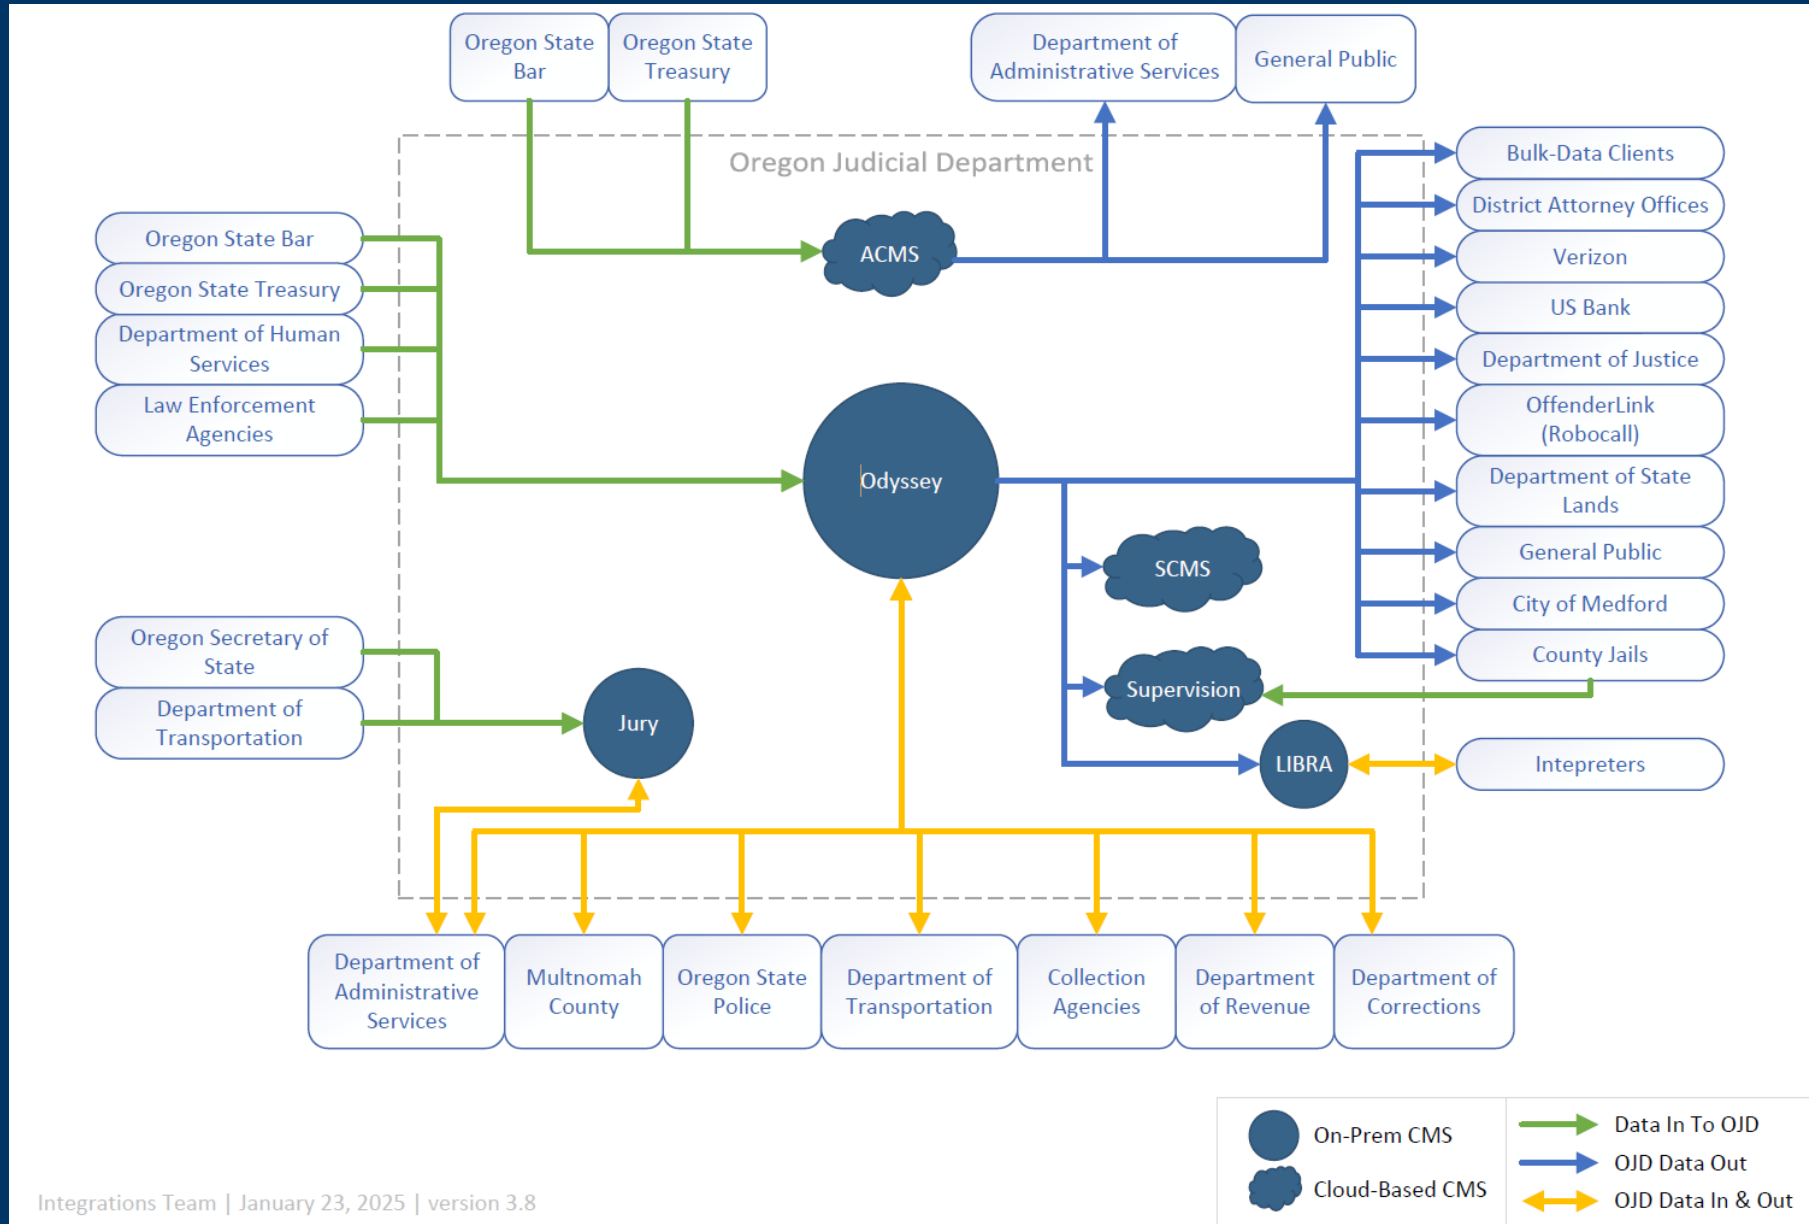 Oregon State
Bar
Oregon State
Treasury
Department of
Administrative Services
General Public
Oregon Judicial Department
Bulk-Data Clients
District Attorney Offices
Verizon
US Bank
Department of Justice
OffenderLink
(Robocall)
Department of State
Lands
General Public
City of Medford
County Jails
Intepreters
Oregon State Bar
Oregon State Treasury
Department of Human
Services
Law Enforcement
Agencies
Oregon Secretary of
State
Department of
Transportation
ACMS
Odyssey
SCMS
Supervision
LIBRA
Jury
Department of
Administrative
Services
Multnomah
County
Oregon State
Police
Department of
Transportation
Collection
Agencies
Department
of Revenue
Department of
Corrections
On-Prem CMS
Cloud-Based CMS
Data In To OJD
OJD Data Out
OJD Data In & Out
Integrations Team | January 23, 2025 | version 3.8